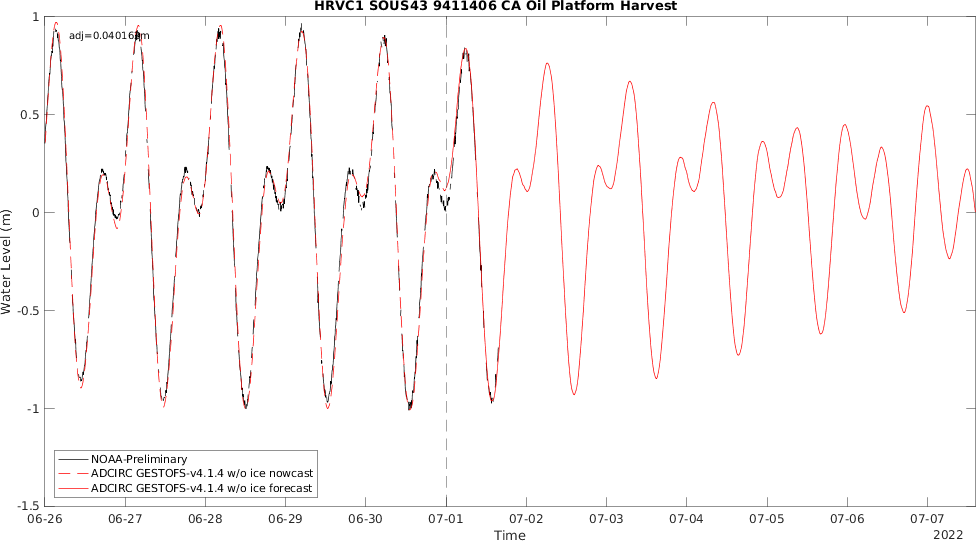 HRVC1 SOUS43 9411406 CA Oil Platform Harvest
adj=0.040162m
1
0.5
0
-0.5
-1
-1.5
Water Level (m)
NOAA-Preliminary
ADCIRC GESTOFS-v4.1.4 w/o ice nowcast
ADCIRC GESTOFS-v4.1.4 w/o ice forecast
06-26 06-27 06-28 06-29 06-30 07-01 07-02 07-03 07-04 07-05 07-06 07-07
Time
2022